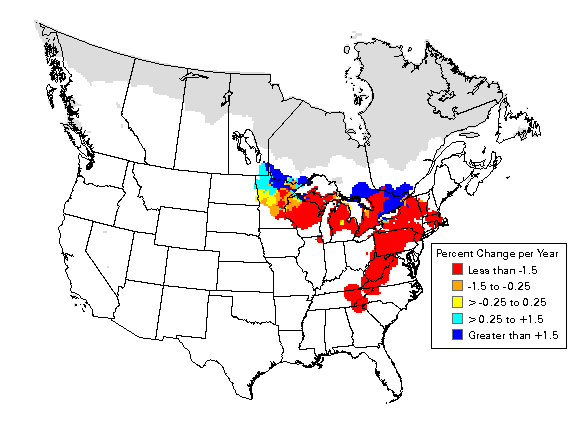 Percent Change per Year
Less than -1.5
-1.5 to -0.25
> -0.25 to 0.25
> 0.25 to +1.5
Greater than +1.5